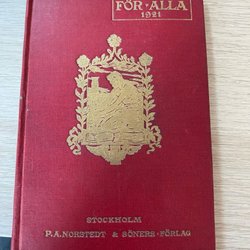 FÖR·ALLA
1921
STOCKHOLM
P.A.NORSTEDT & SÖNERS·FÖRLAG